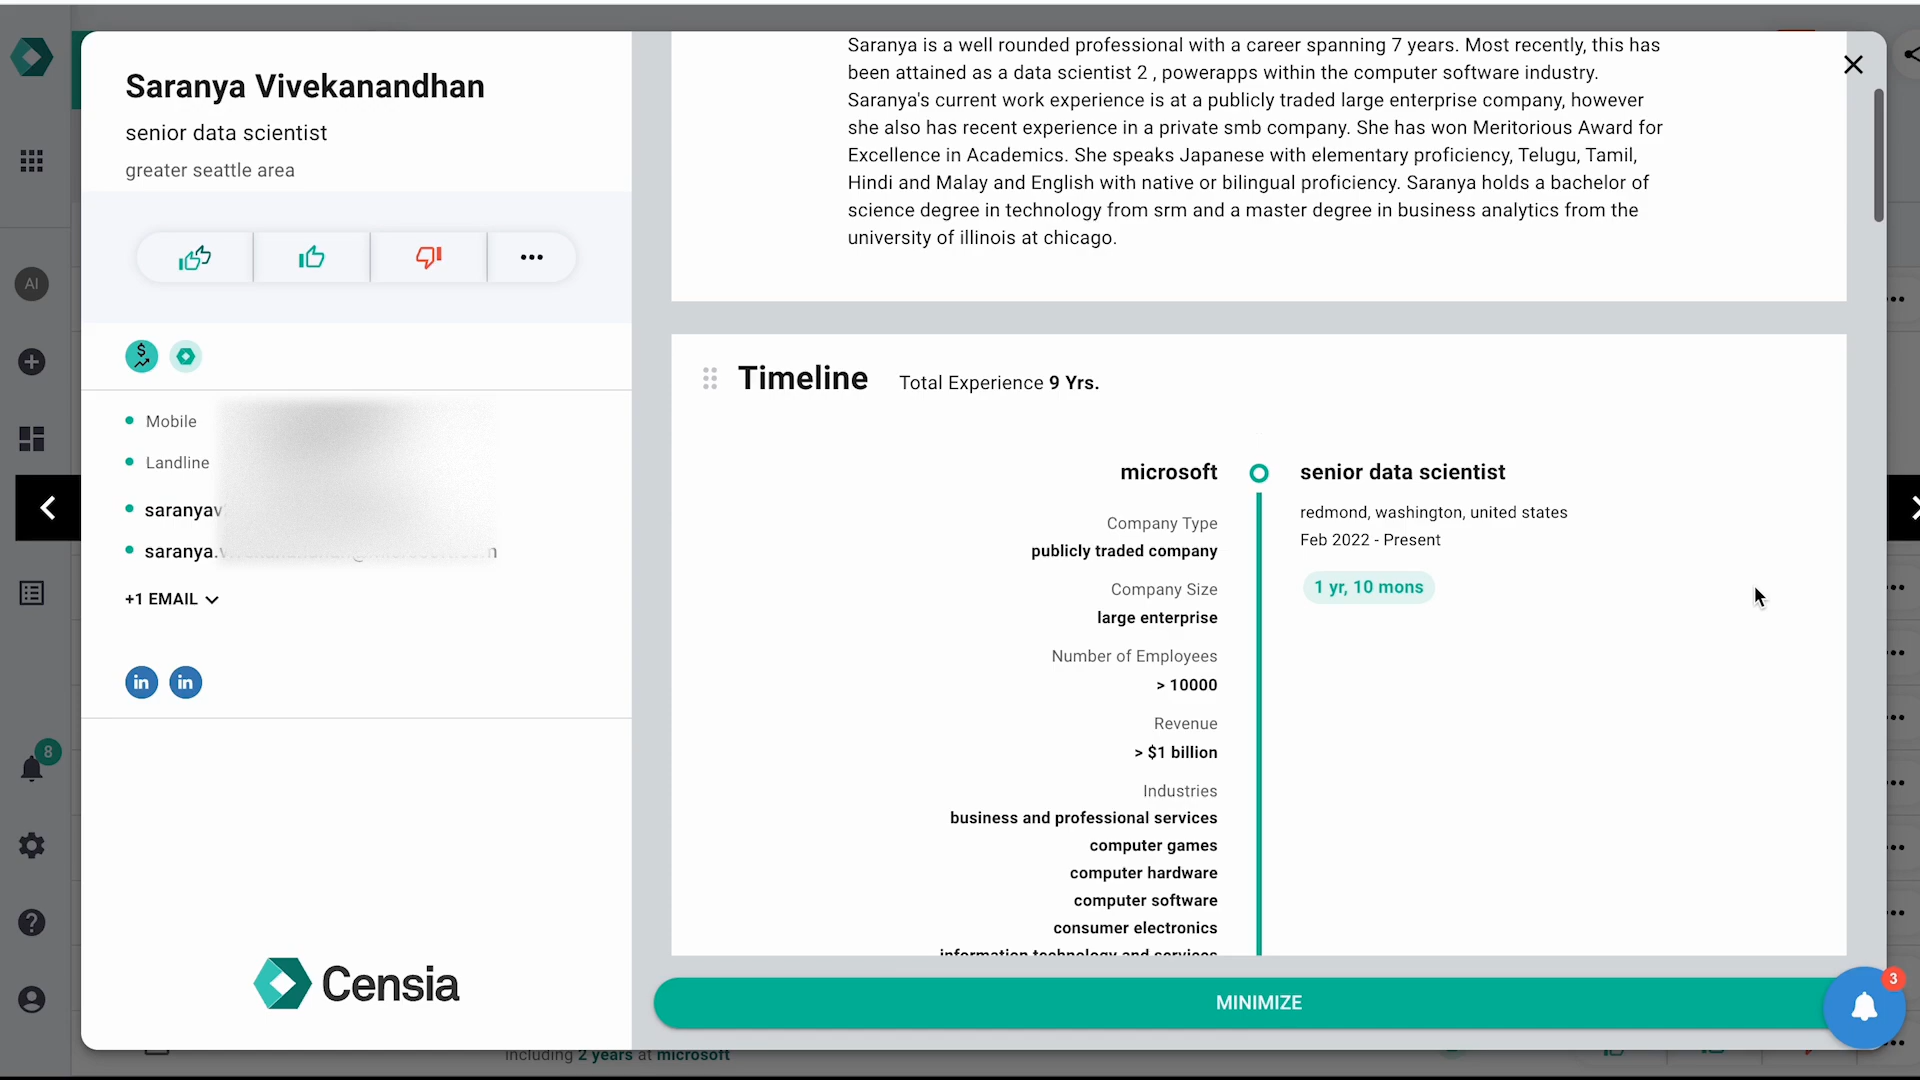 Saranya Vivekanandhan
senior data scientist
greater seattle area
Mobile
Landline
+1 EMAIL
in in
Censia
Saranya is a well rounded professional with a career spanning 7 years. Most recently, this has
been attained as a data scientist 2 , powerapps within the computer software industry.
Saranya's current work experience is at a publicly traded large enterprise company, however
she also has recent experience in a private smb company. She has won Meritorious Award for
Excellence in Academics. She speaks Japanese with elementary proficiency, Telugu, Tamil,
Hindi and Malay and English with native or bilingual proficiency. Saranya holds a bachelor of
science degree in technology from srm and a master degree in business analytics from the
university of illinois at chicago.
Timeline Total Experience 9 Yrs.
microsoft
Company Type
publicly traded company
Company Size
large enterprise
Number of Employees
> 10000
Revenue
> $1 billion
Industries
business and professional services
computer games
computer hardware
computer software
consumer electronics
information technology and services
senior data scientist
redmond, washington, united states
Feb 2022 - Present
1 yr, 10 mons
MINIMIZE
AI
8
3
including 2 years at microsoft